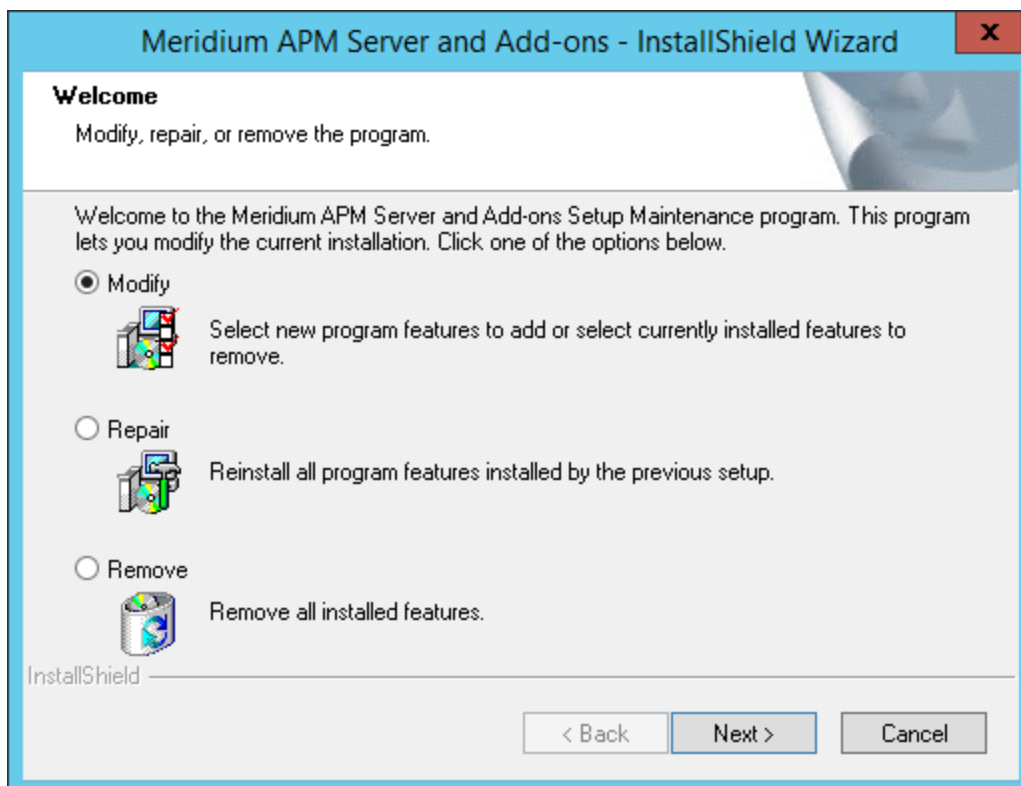 Meridium APM Server and Add-ons - InstallShield Wizard
x
Welcome
Modify, repair, or remove the program.
Welcome to the Meridium APM Server and Add-ons Setup Maintenance program. This program
lets you modify the current installation. Click one of the options below.
Modify
Select new program features to add or select currently installed features to
remove.
Repair
Reinstall all program features installed by the previous setup.
Remove
Remove all installed features.
InstallShield
< Back
Next >
Cancel